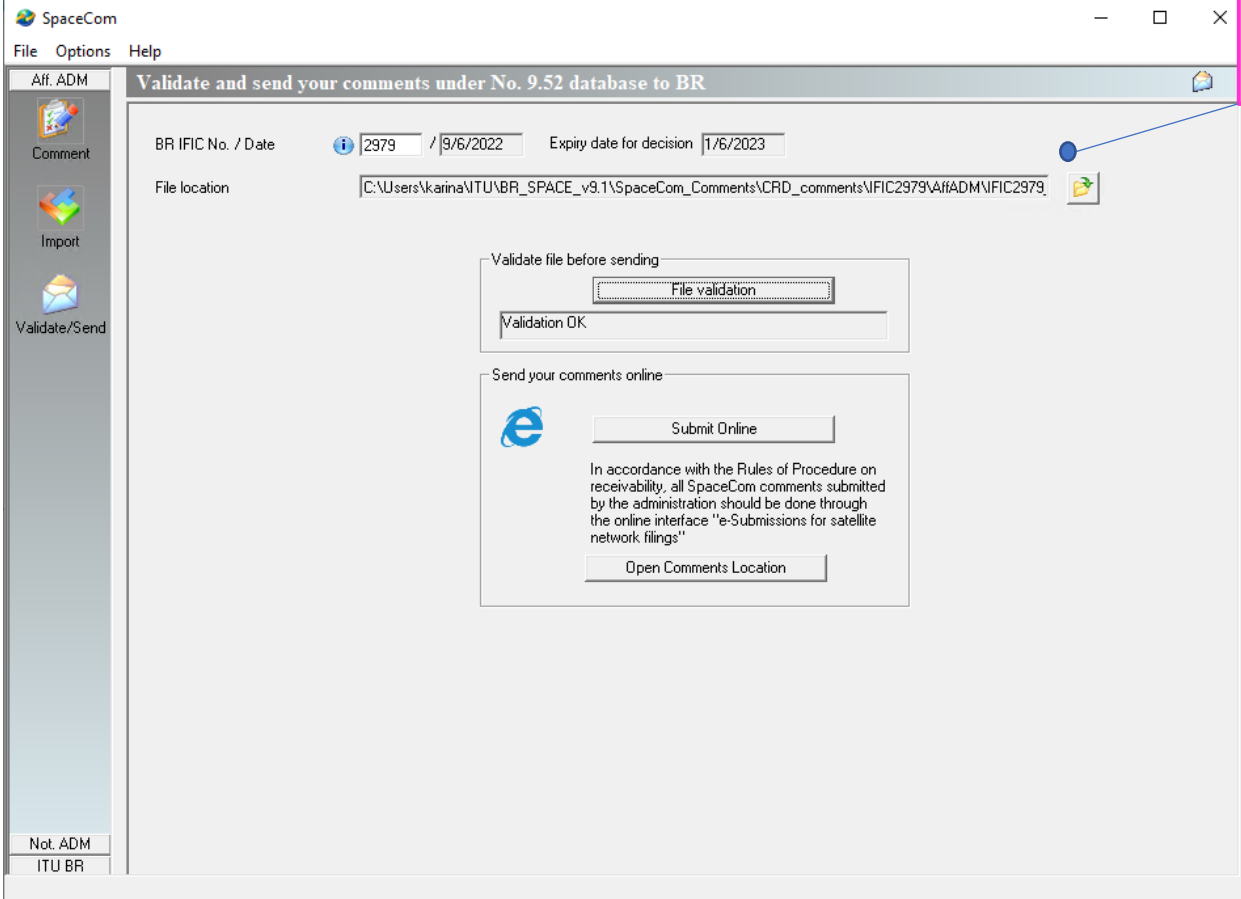 SpaceCom
File Options Help
Aff. ADM
Validate and send your comments under No. 9.52 database to BR
Comment
Import
Validate/Send
BR IFIC No. / Date
2979 / 9/6/2022
Expiry date for decision 1/6/2023
File location
C:\Users\karina\ITU\BR_SPACE_v9.1\SpaceCom_Comments\CRD_comments\IFIC2979\AffADM\IFIC2979_
Validate file before sending
File validation
Validation OK
Send your comments online
Submit Online
In accordance with the Rules of Procedure on
receivability, all SpaceCom comments submitted
by the administration should be done through
the online interface "e-Submissions for satellite
network filings"
Open Comments Location
Not. ADM
ITU BR